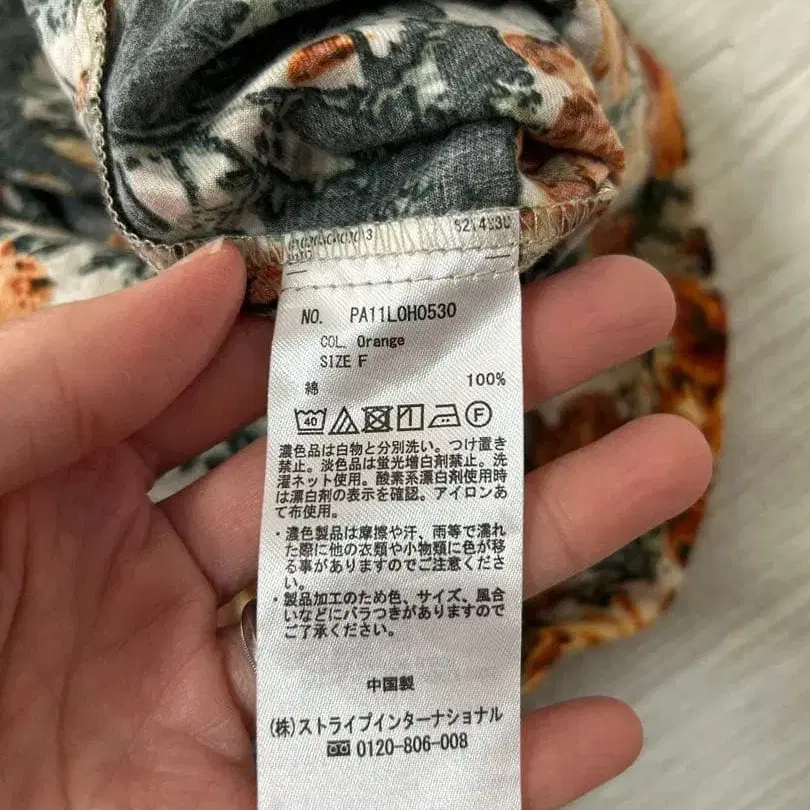 NO. PA11L0H0530
COL. Orange
SIZE F
綿 100%
40 F
濃色品は白物と分別洗い。つけ置き
禁止。淡色品は蛍光増白剤禁止。洗
濯ネット使用。酸素系漂白剤使用時
は漂白剤の表示を確認。アイロンあ
て布使用。
・濃色製品は摩擦や汗、雨等で濡れ
た際に他の衣類や小物類に色が移
る事がありますのでご注意くださ
い。
・製品加工のため色、サイズ、風合
いなどにバラつきがありますので
ご了承ください。
中国製
(株)ストライプインターナショナル
0120-806-008